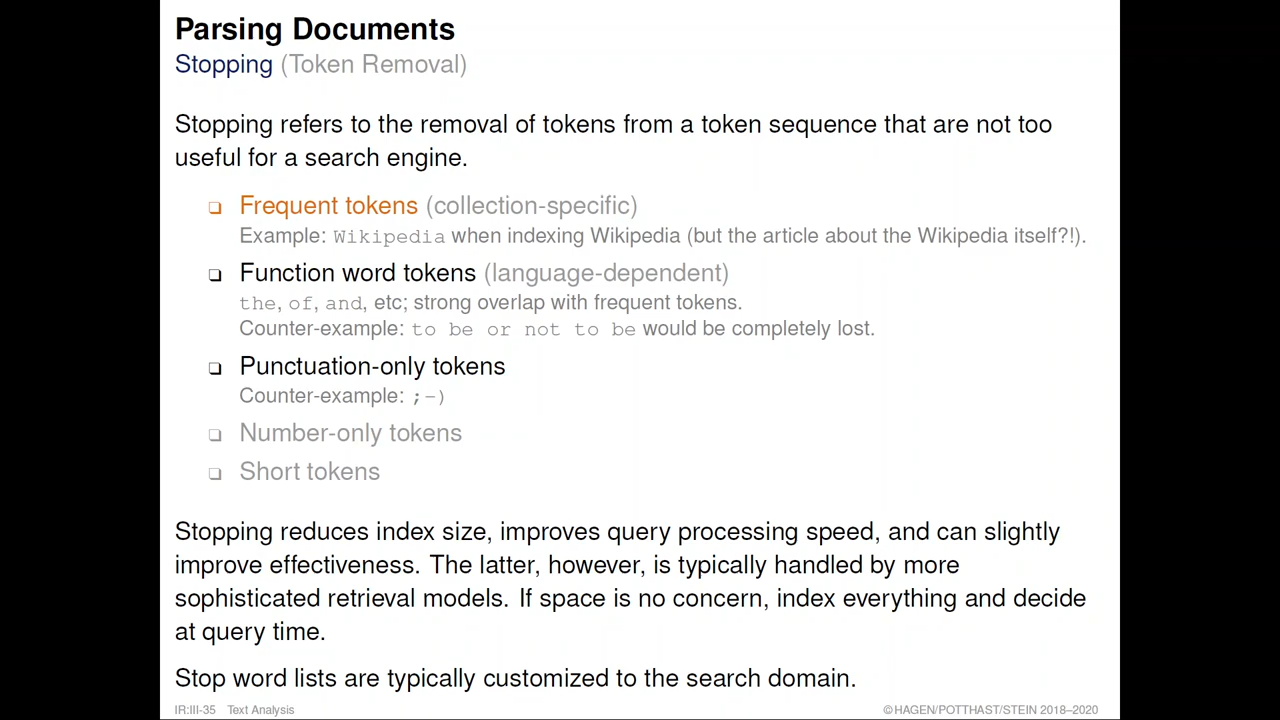 Parsing Documents
Stopping (Token Removal)
Stopping refers to the removal of tokens from a token sequence that are not too
useful for a search engine.
❏ Frequent tokens (collection-specific)
Example: Wikipedia when indexing Wikipedia (but the article about the Wikipedia itself?!).
❏ Function word tokens (language-dependent)
the, of, and, etc; strong overlap with frequent tokens.
Counter-example: to be or not to be would be completely lost.
❏ Punctuation-only tokens
Counter-example: ;-)
❏ Number-only tokens
❏ Short tokens
Stopping reduces index size, improves query processing speed, and can slightly
improve effectiveness. The latter, however, is typically handled by more
sophisticated retrieval models. If space is no concern, index everything and decide
at query time.
Stop word lists are typically customized to the search domain.
IR:III-35 Text Analysis ©HAGEN/POTTHAST/STEIN 2018–2020